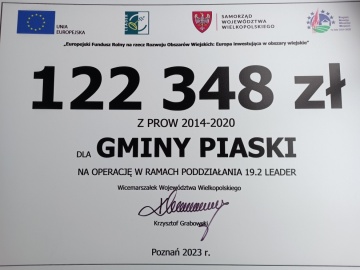 UNIA
EUROPEJSKA
SAMORZĄD
WOJEWÓDZTWA
WIELKOPOLSKIEGO
"Europejski Fundusz Rolny na rzecz Rozwoju Obszarów Wiejskich: Europa inwestująca w obszary wiejskie"
122 348 zł
Z PROW 2014-2020
DLA GMINY PIASKI
NA OPERACJĘ W RAMACH PODDZIAŁANIA 19.2 LEADER
Wicemarszałek Województwa Wielkopolskiego
Krzysztof Grabowski
Poznań 2023 r.